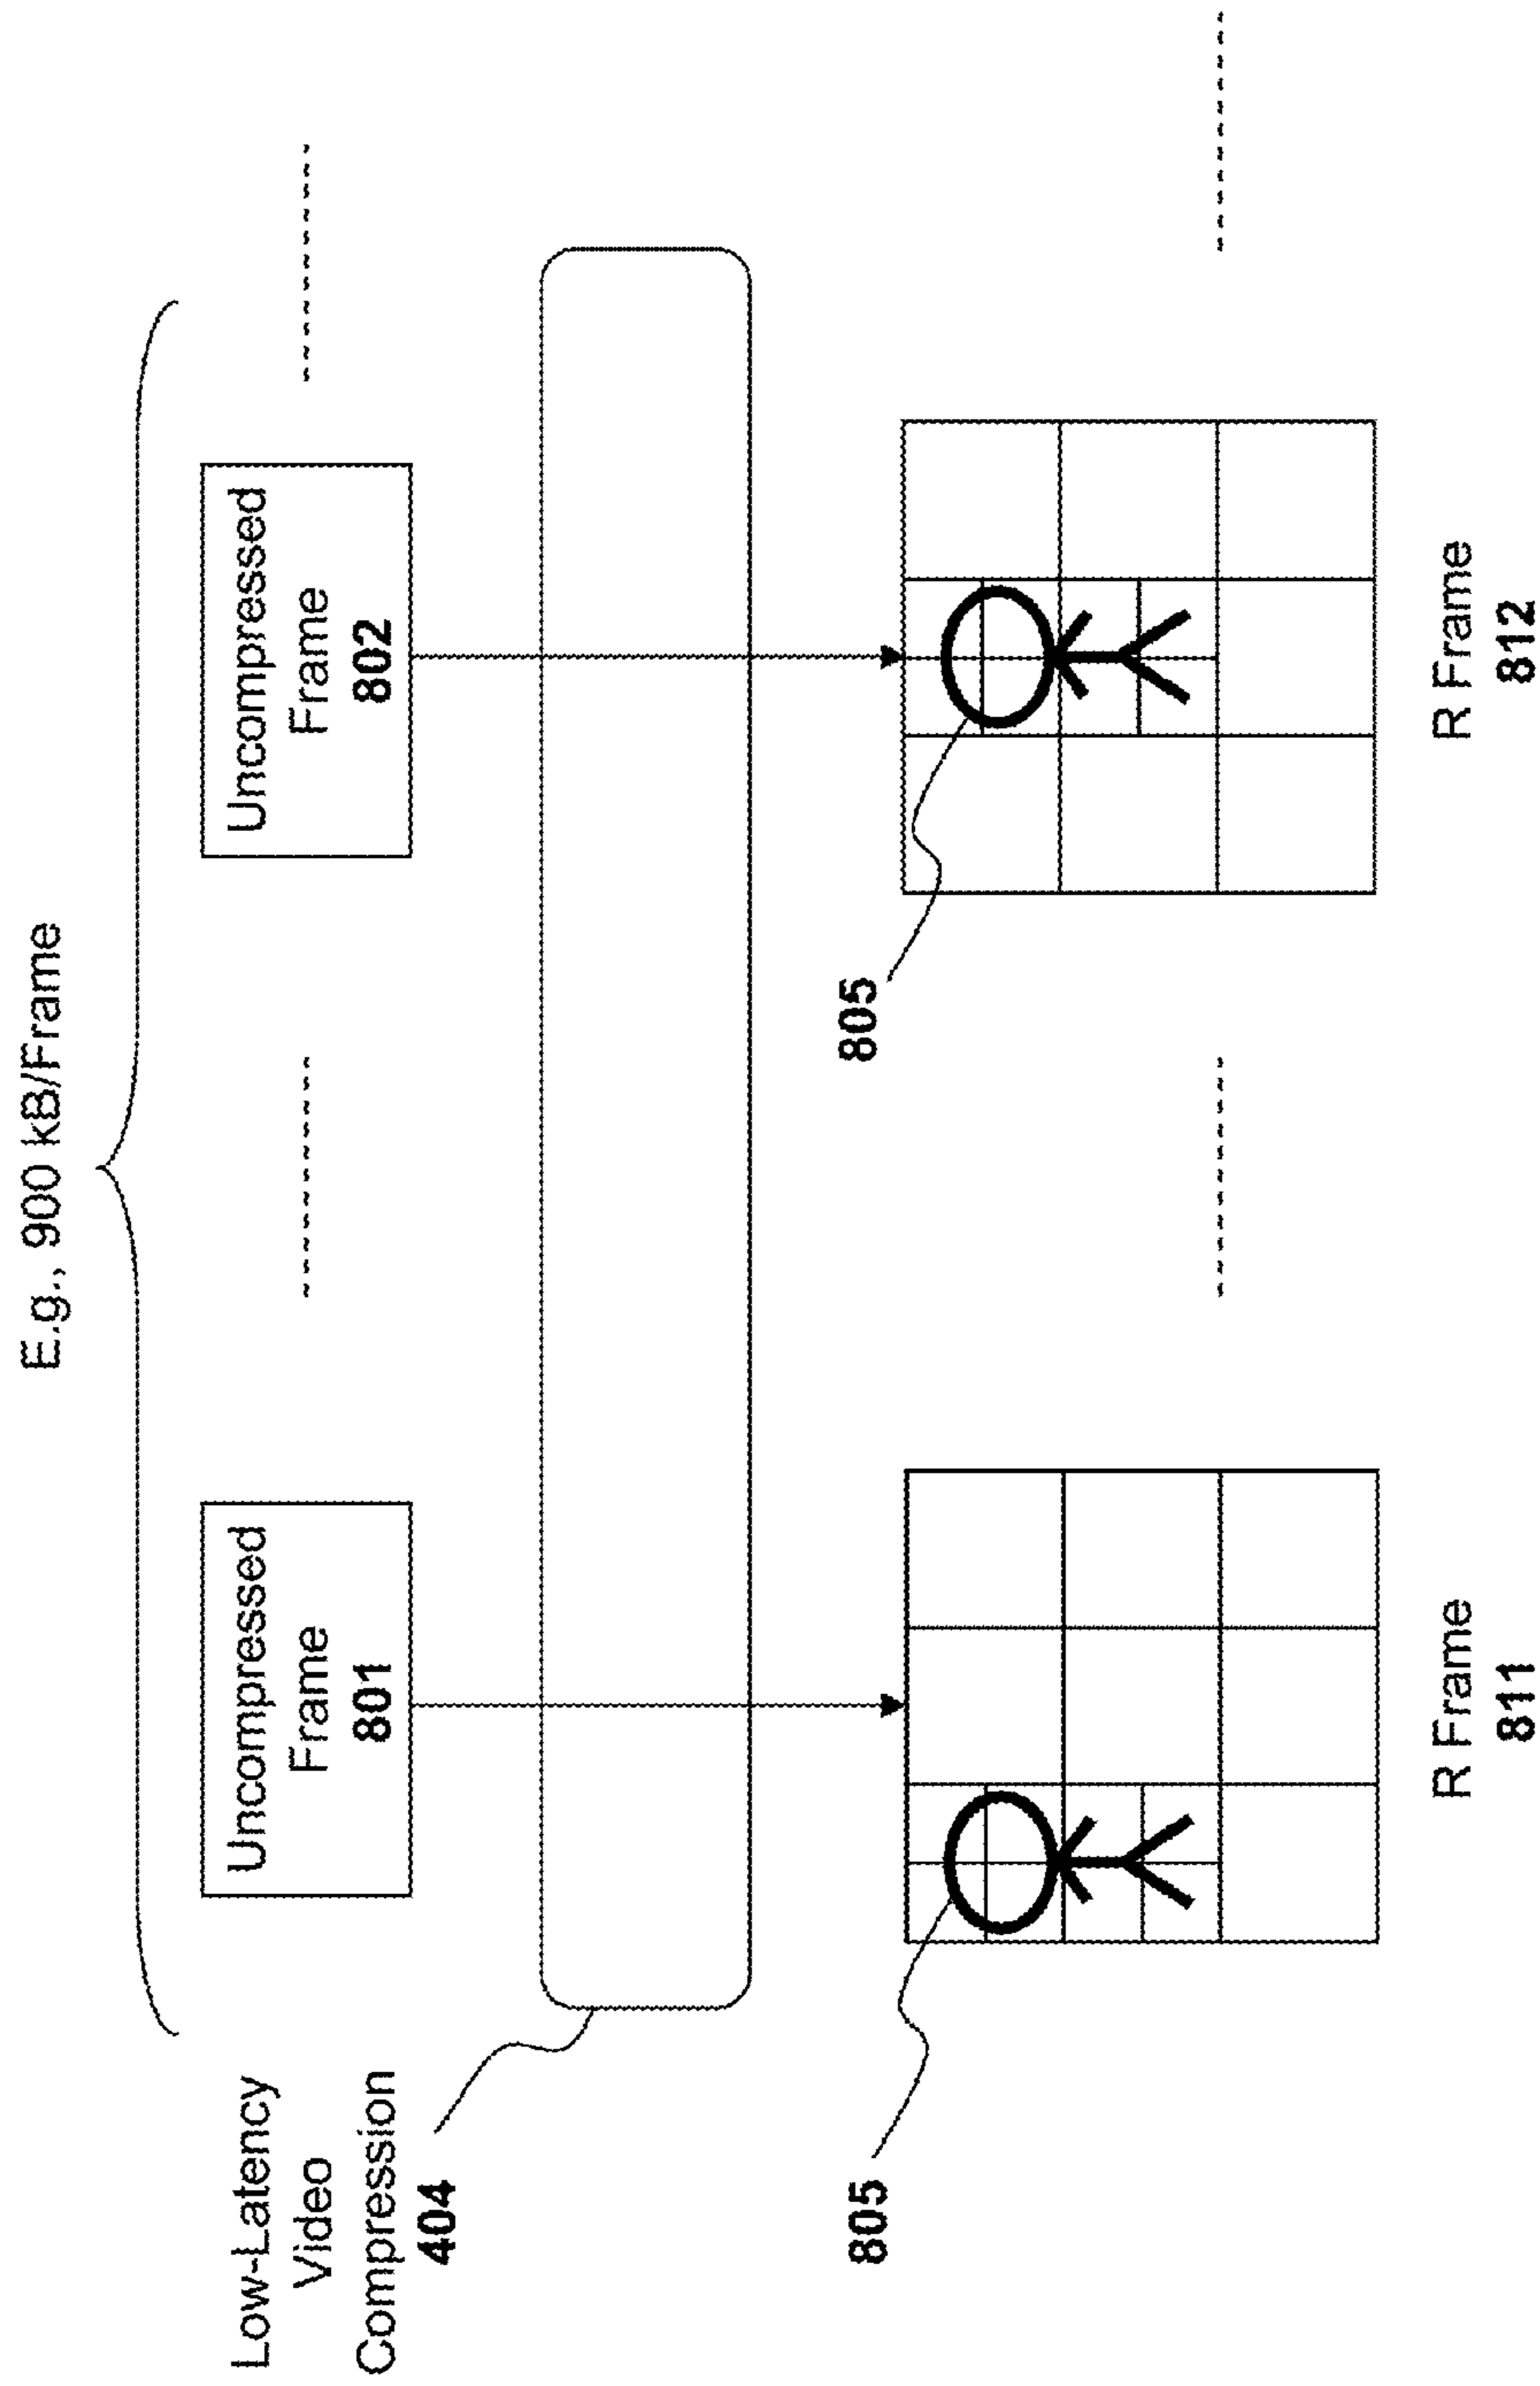 E.g., 900 kB/Frame
Low-Latency
Video
Compression
404
Uncompressed
Frame
801
Uncompressed
Frame
802
805
805
R Frame
811
R Frame
812